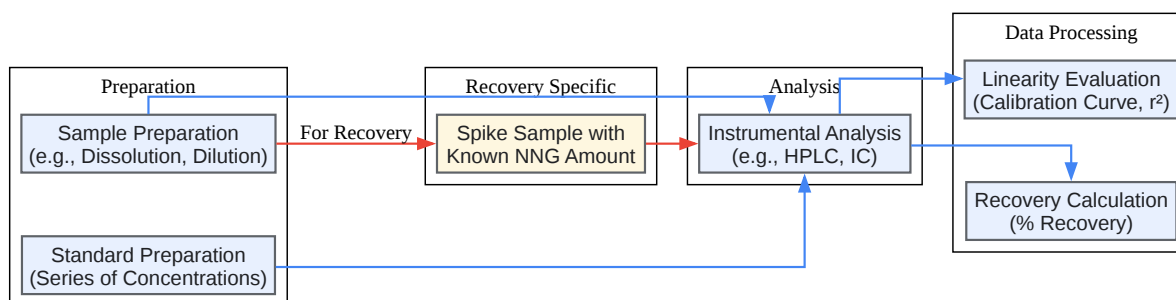 Preparation
Sample Preparation
(e.g., Dissolution, Dilution)
Standard Preparation
(Series of Concentrations)
For Recovery
Recovery Specific
Spike Sample with
Known NNG Amount
Analysis
Instrumental Analysis
(e.g., HPLC, IC)
Data Processing
Linearity Evaluation
(Calibration Curve, r²)
Recovery Calculation
(% Recovery)